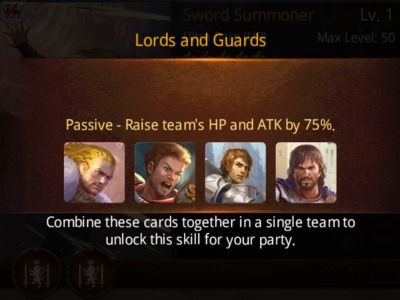 Sword Summoner
Lv. 1
Max Level: 50
Lords and Guards
Passive - Raise team's HP and ATK by 75%.
Combine these cards together in a single team to
unlock this skill for your party.